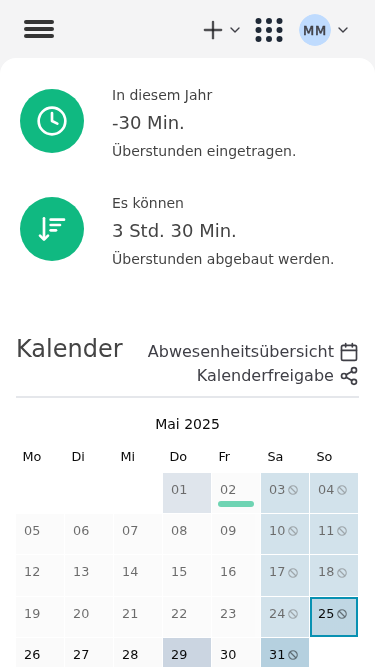 MM
In diesem Jahr
-30 Min.
Überstunden eingetragen.
Es können
3 Std. 30 Min.
Überstunden abgebaut werden.
Kalender
Abwesenheitsübersicht
Kalenderfreigabe
Mai 2025
Mo Di Mi Do Fr Sa So
01 02 03 04
05 06 07 08 09 10 11
12 13 14 15 16 17 18
19 20 21 22 23 24 25
26 27 28 29 30 31